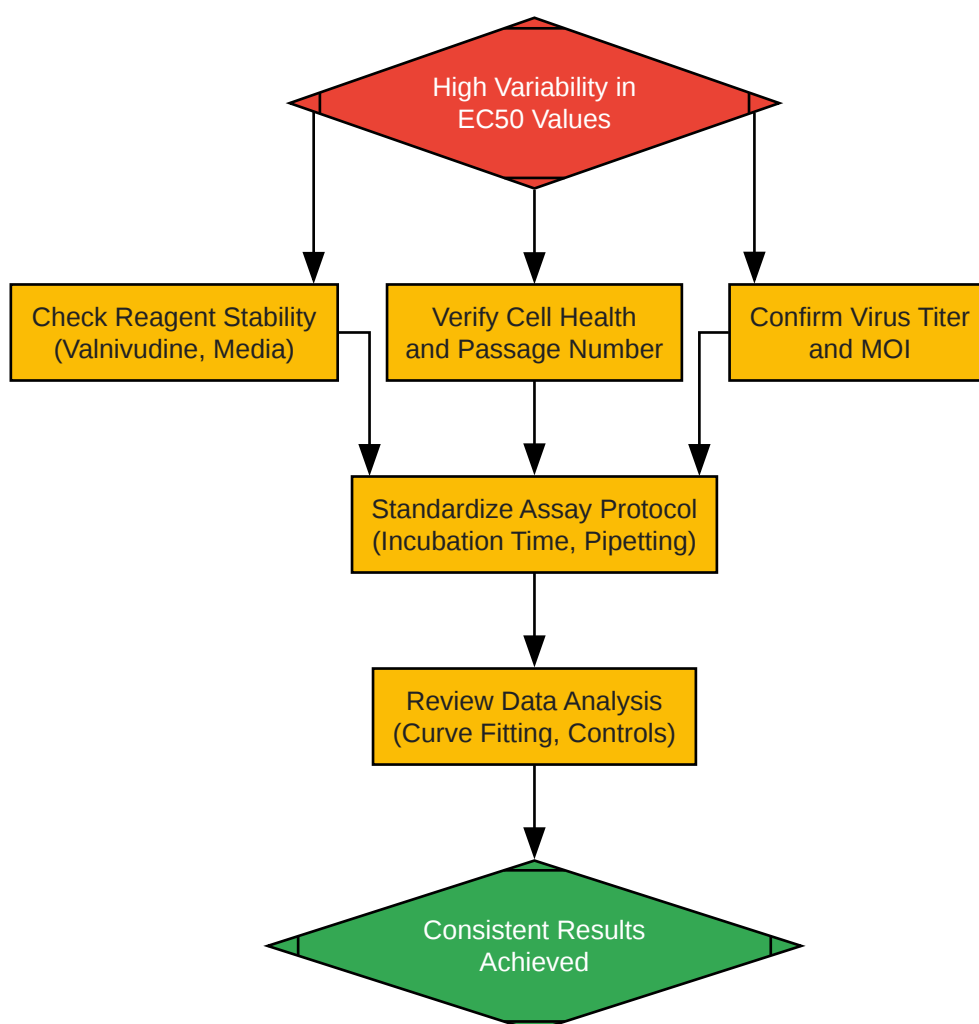 High Variability in
EC50 Values
Check Reagent Stability
(Valnivudine, Media)
Verify Cell Health
and Passage Number
Confirm Virus Titer
and MOI
Standardize Assay Protocol
(Incubation Time, Pipetting)
Review Data Analysis
(Curve Fitting, Controls)
Consistent Results
Achieved